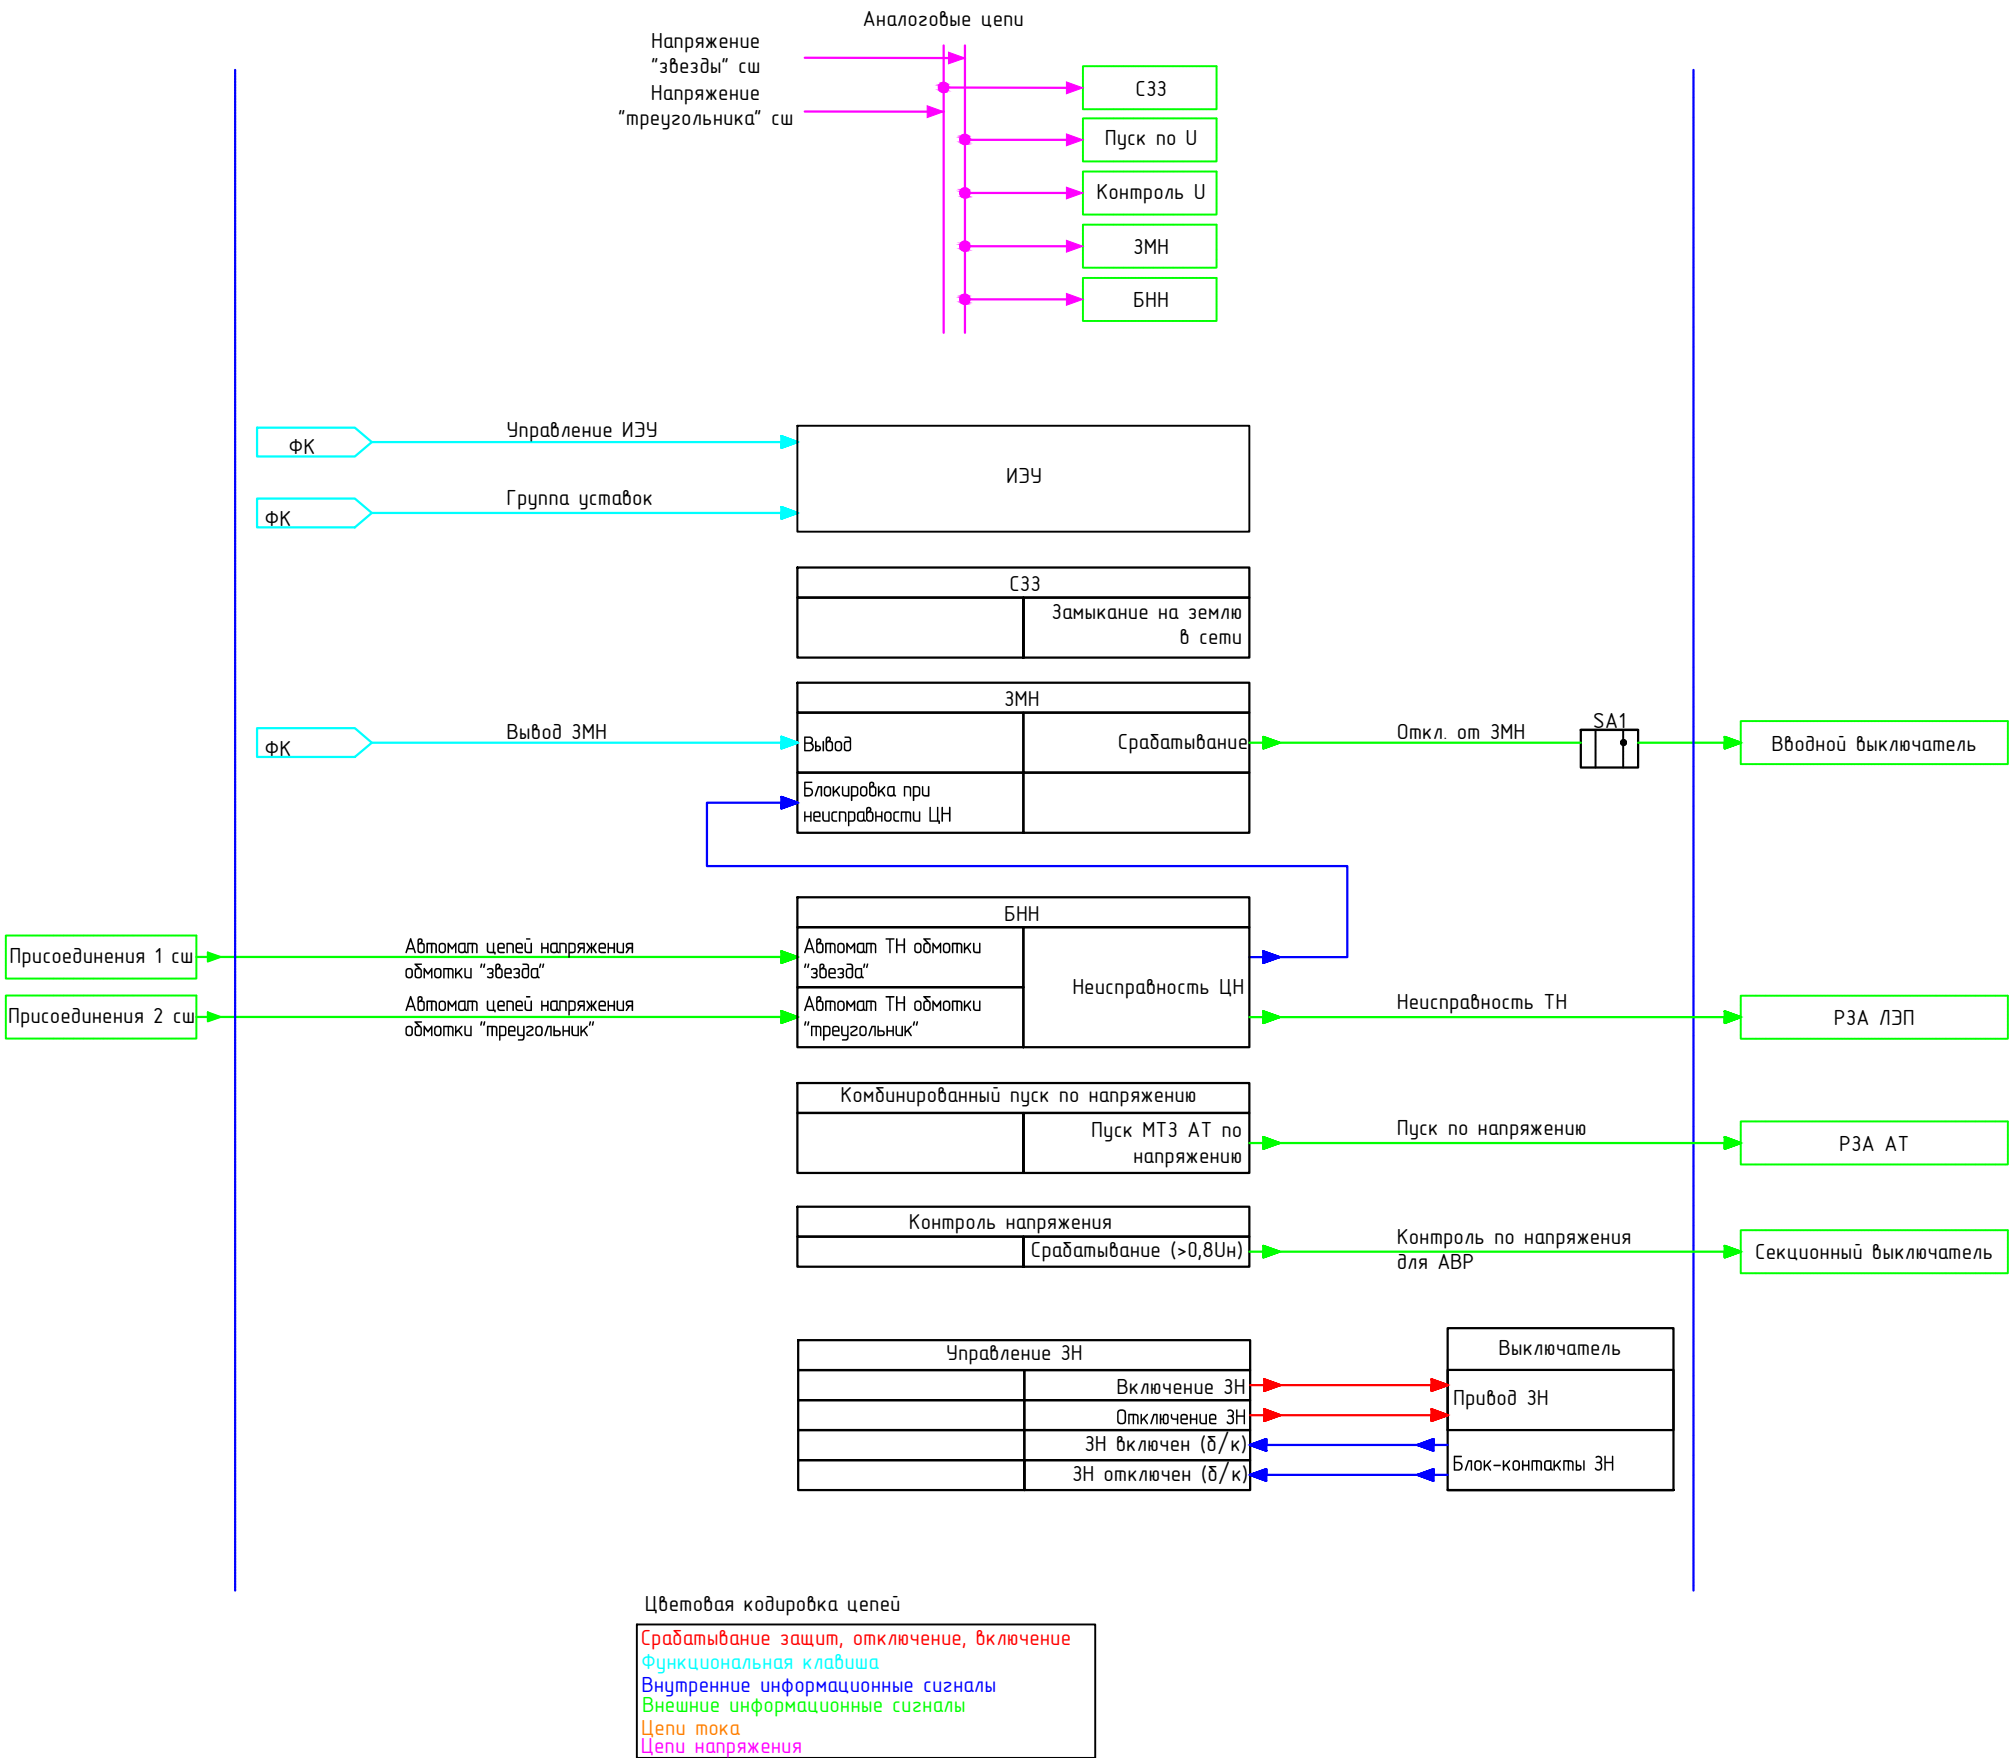 Аналоговые цепи
Напряжение
"звезды" сш
Напряжение
"треугольника" сш
СЗЗ
Пуск по U
Контроль U
ЗМН
БНН
ФК
Управление ИЭУ
ИЭУ
ФК
Группа уставок
СЗЗ
Замыкание на землю
в сети
ЗМН
ФК
Вывод ЗМН
Вывод
Срабатывание
Откл. от ЗМН
SA1
Вводной выключатель
Блокировка при
неисправности ЦН
БНН
Присоединения 1 сш
Автомат цепей напряжения
обмотки "звезда"
Автомат ТН обмотки
"звезда"
Неисправность ЦН
Присоединения 2 сш
Автомат цепей напряжения
обмотки "треугольник"
Автомат ТН обмотки
"треугольник"
Неисправность ТН
РЗА ЛЭП
Комбинированный пуск по напряжению
Пуск МТЗ АТ по
напряжению
Пуск по напряжению
РЗА АТ
Контроль напряжения
Срабатывание (>0,8Uн)
Контроль по напряжения
для АВР
Секционный выключатель
Управление ЗН
Включение ЗН
Отключение ЗН
ЗН включен (б/к)
ЗН отключен (б/к)
Выключатель
Привод ЗН
Блок-контакты ЗН
Цветовая кодировка цепей
Срабатывание защит, отключение, включение
Функциональная клавиша
Внутренние информационные сигналы
Внешние информационные сигналы
Цепи тока
Цепи напряжения